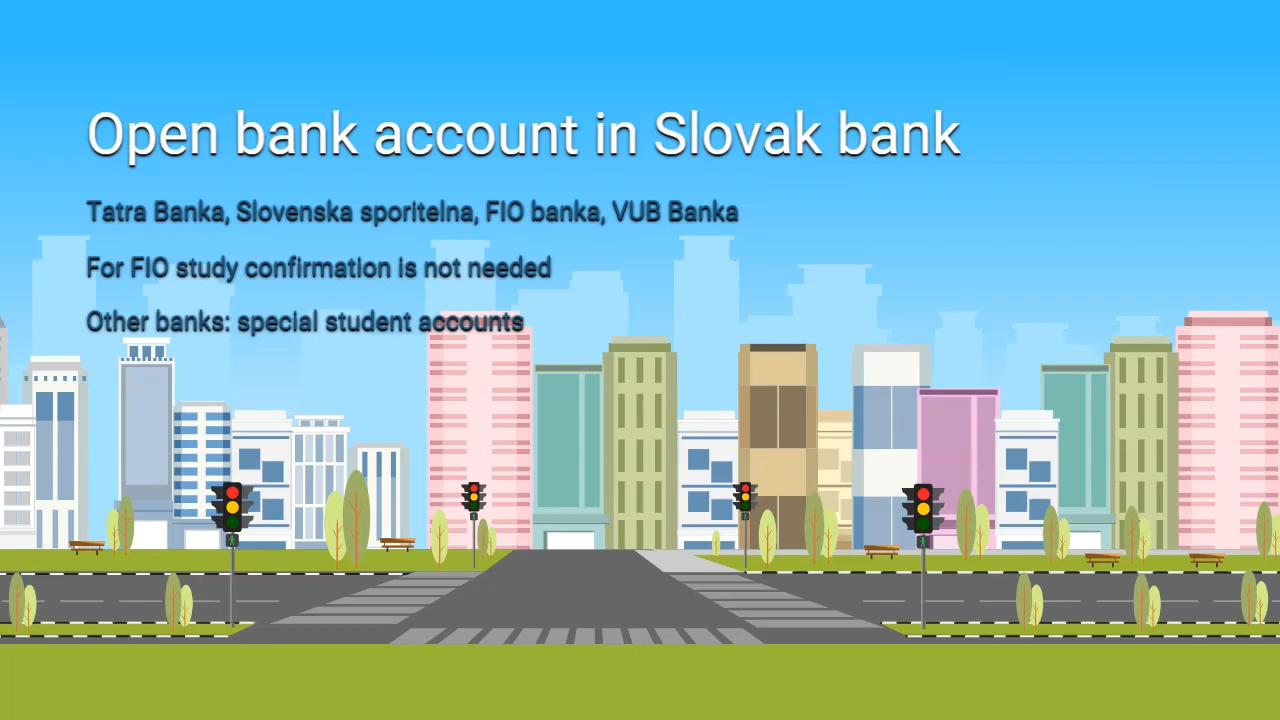 Open bank account in Slovak bank
Tatra Banka, Slovenska sporitelna, FIO banka, VUB Banka
For FIO study confirmation is not needed
Other banks: special student accounts